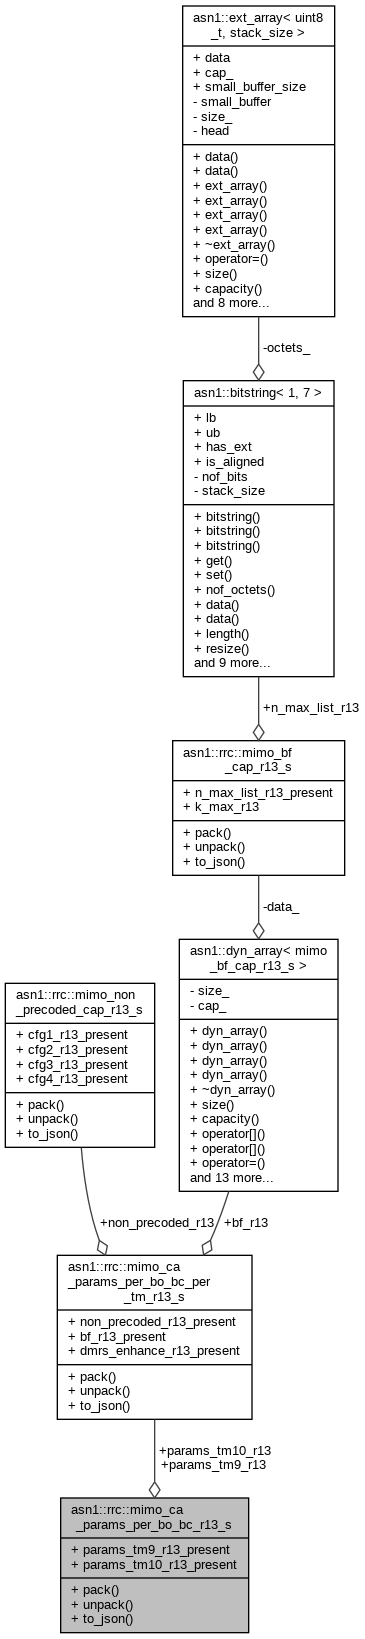 asn1::ext_array< uint8
_t, stack_size >
+ data
+ cap_
+ small_buffer_size
- small_buffer
- size_
- head
+ data()
+ data()
+ ext_array()
+ ext_array()
+ ext_array()
+ ext_array()
+ ~ext_array()
+ operator=()
+ size()
+ capacity()
and 8 more...
-octets_
asn1::bitstring< 1, 7 >
+ lb
+ ub
+ has_ext
+ is_aligned
- nof_bits
- stack_size
+ bitstring()
+ bitstring()
+ bitstring()
+ get()
+ set()
+ nof_octets()
+ data()
+ data()
+ length()
+ resize()
and 9 more...
+n_max_list_r13
asn1::rrc::mimo_bf
_cap_r13_s
+ n_max_list_r13_present
+ k_max_r13
+ pack()
+ unpack()
+ to_json()
-data_
asn1::dyn_array< mimo
_bf_cap_r13_s >
- size_
- cap_
+ dyn_array()
+ dyn_array()
+ dyn_array()
+ dyn_array()
+ ~dyn_array()
+ size()
+ capacity()
+ operator[]()
+ operator[]()
+ operator=()
and 13 more...
asn1::rrc::mimo_non
_precoded_cap_r13_s
+ cfg1_r13_present
+ cfg2_r13_present
+ cfg3_r13_present
+ cfg4_r13_present
+ pack()
+ unpack()
+ to_json()
+non_precoded_r13
+bf_r13
asn1::rrc::mimo_ca
_params_per_bo_bc_per
_tm_r13_s
+ non_precoded_r13_present
+ bf_r13_present
+ dmrs_enhance_r13_present
+ pack()
+ unpack()
+ to_json()
+params_tm10_r13
+params_tm9_r13
asn1::rrc::mimo_ca
_params_per_bo_bc_r13_s
+ params_tm9_r13_present
+ params_tm10_r13_present
+ pack()
+ unpack()
+ to_json()